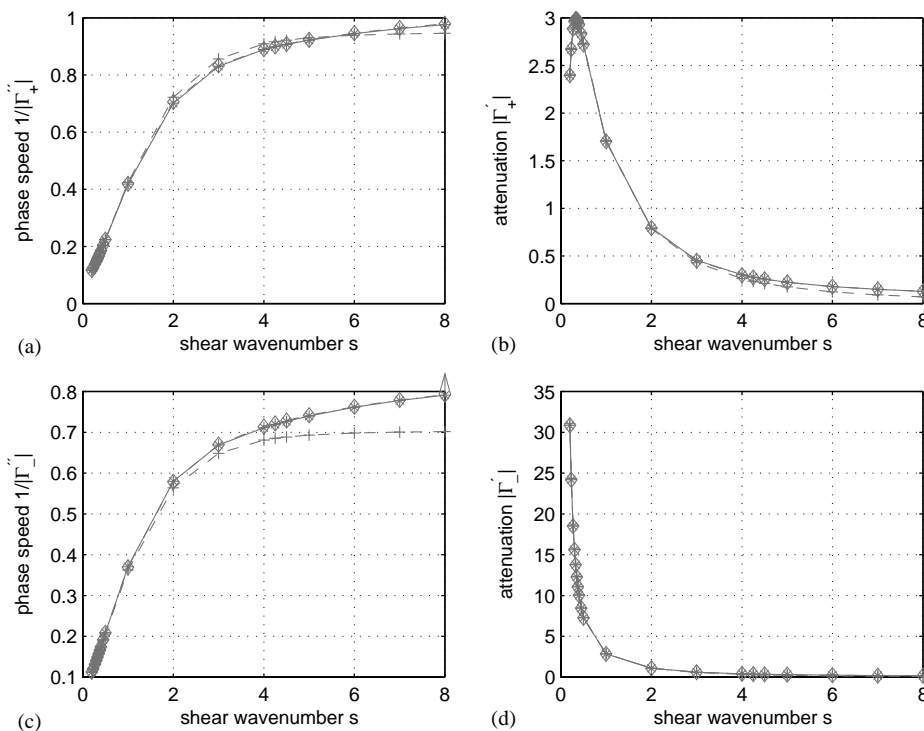 1
0.8
0.6
0.4
0.2
0
phase speed 1/|Γ₊″|
0 2 4 6 8
shear wavenumber s
(a)
3
2.5
2
1.5
1
0.5
0
attenuation |Γ₊′|
0 2 4 6 8
shear wavenumber s
(b)
0.8
0.7
0.6
0.5
0.4
0.3
0.2
0.1
phase speed 1/|Γ₋″|
0 2 4 6 8
shear wavenumber s
(c)
35
30
25
20
15
10
5
0
attenuation |Γ₋′|
0 2 4 6 8
shear wavenumber s
(d)